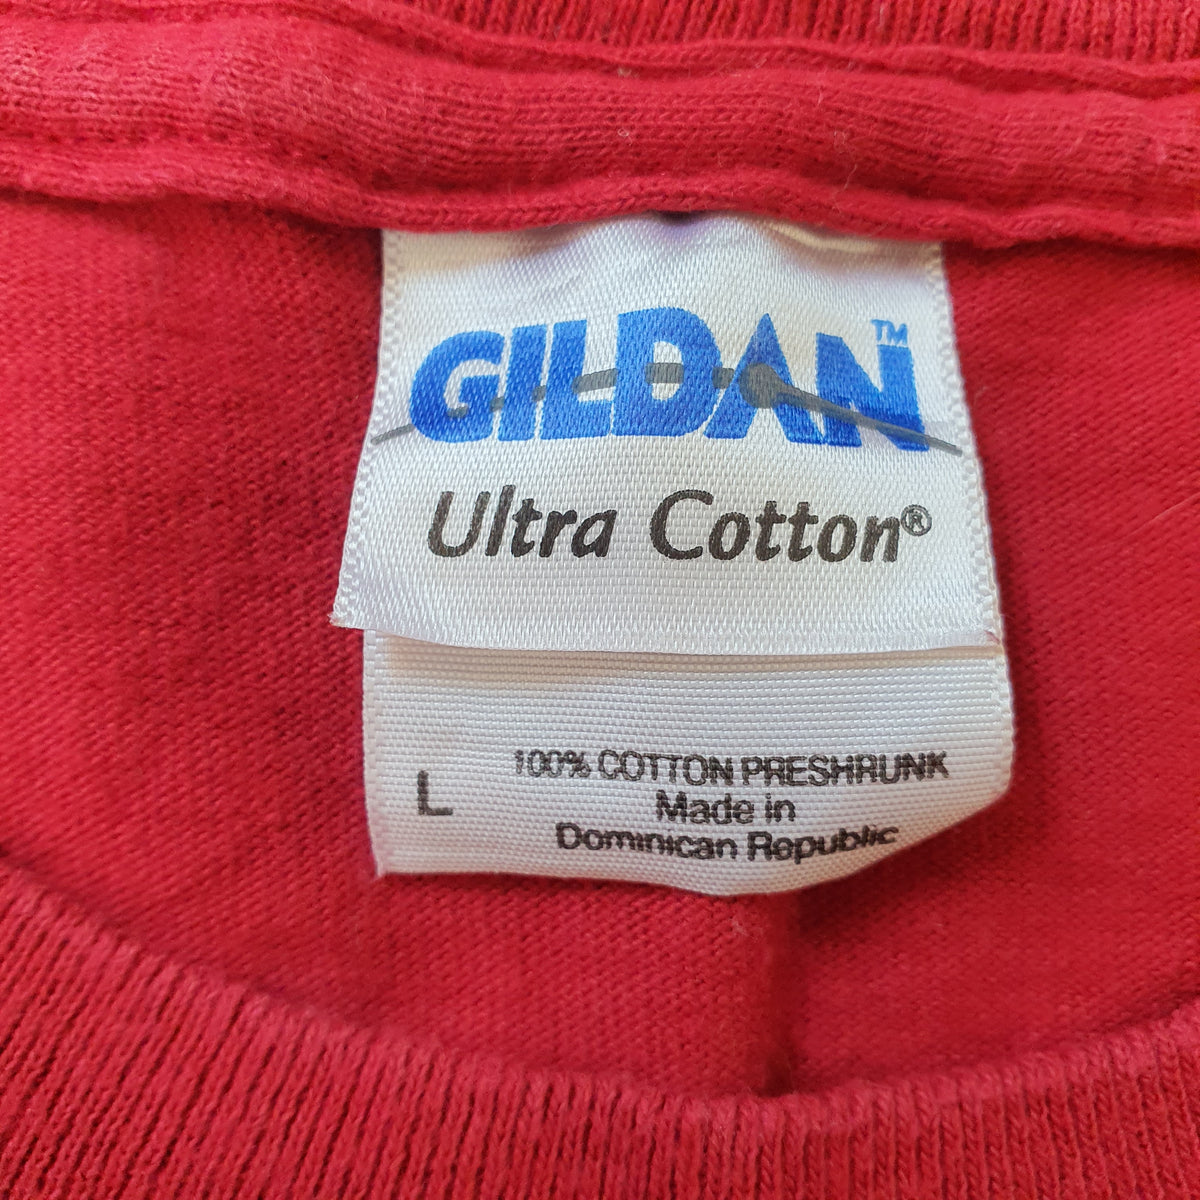 GILDAN™
Ultra Cotton®
L
100% COTTON PRESHRUNK
Made in
Dominican Republic